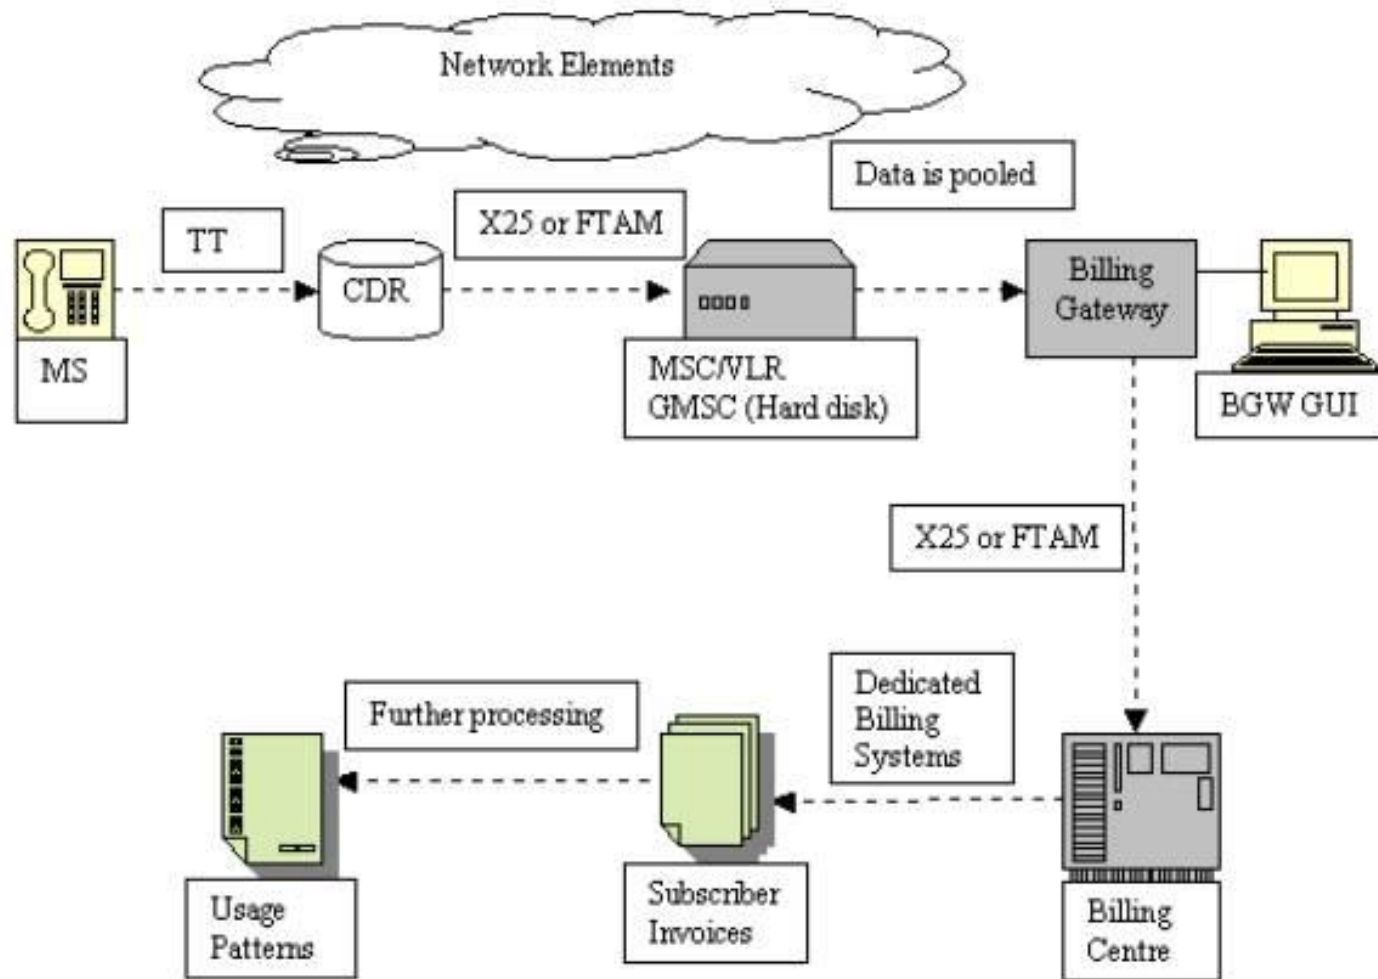 Network Elements
Data is pooled
TT
X25 or FTAM
CDR
Billing
Gateway
MS
MSC/VLR
GMSC (Hard disk)
BGW GUI
X25 or FTAM
Dedicated
Billing
Systems
Further processing
Usage
Patterns
Subscriber
Invoices
Billing
Centre